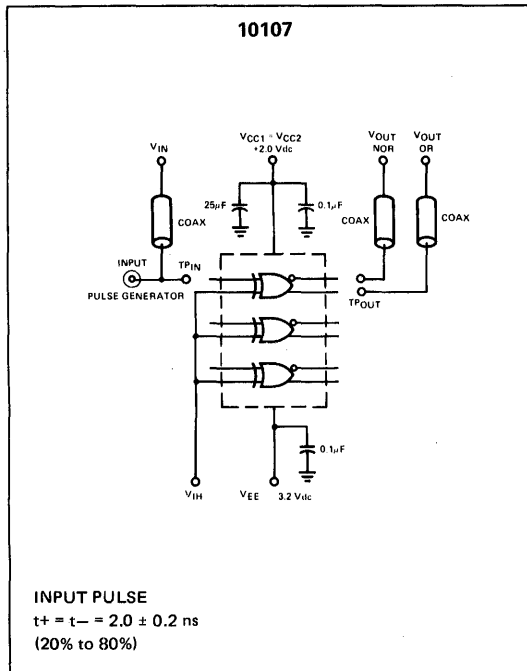 10107
VIN
VCC1 = VCC2
+2.0 Vdc
VOUT
NOR
VOUT
OR
25μF
0.1μF
COAX
COAX
COAX
INPUT
TPIN
PULSE GENERATOR
TPOUT
0.1μF
VIH
VEE
3.2 Vdc
INPUT PULSE
t+ = t– = 2.0 ± 0.2 ns
(20% to 80%)